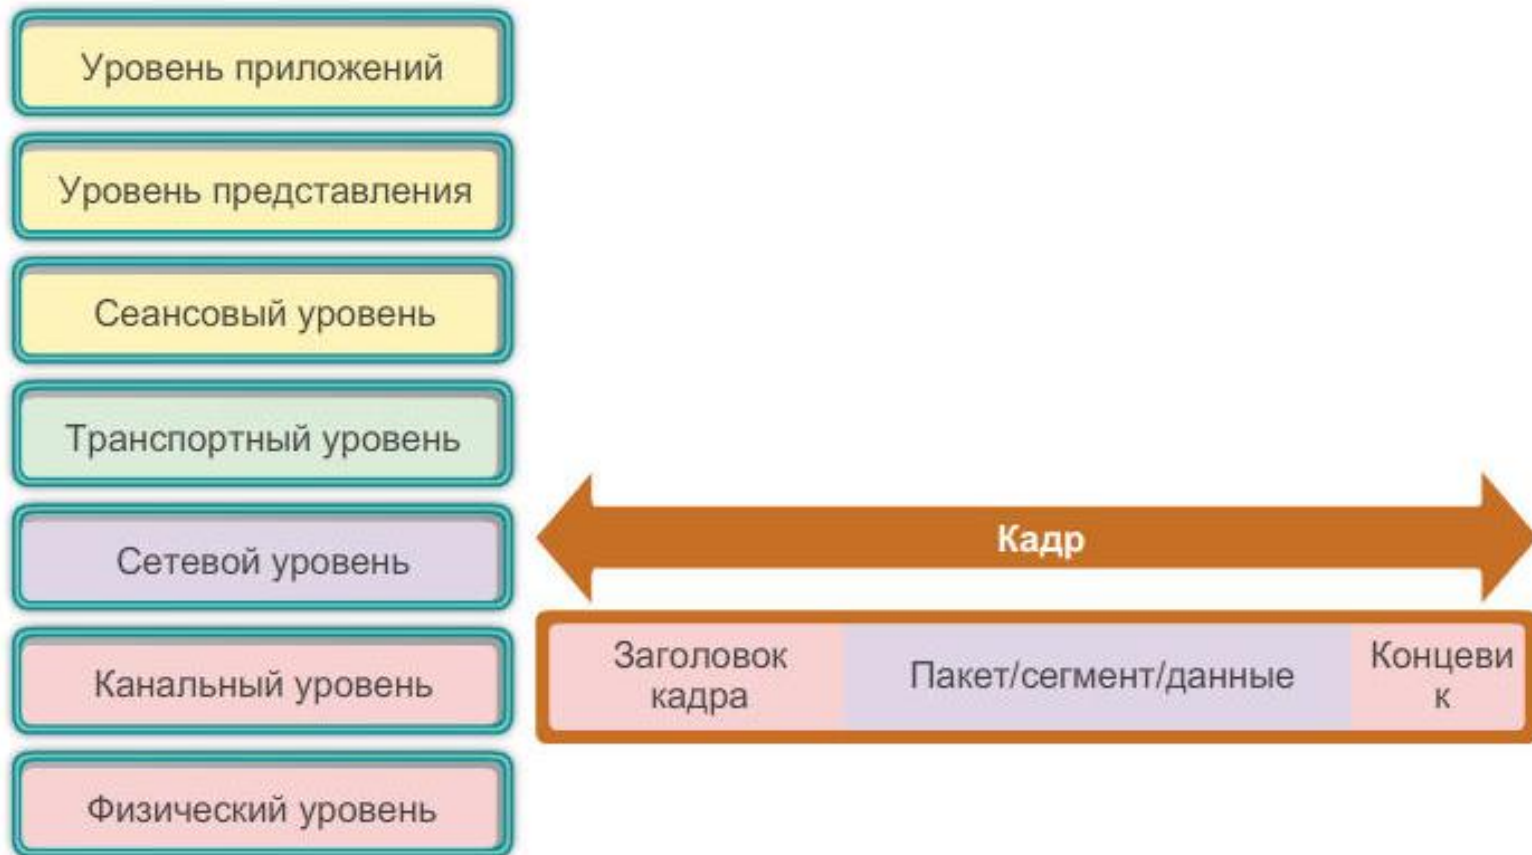 Уровень приложений
Уровень представления
Сеансовый уровень
Транспортный уровень
Сетевой уровень
Кадр
Канальный уровень
Заголовок
кадра
Пакет/сегмент/данные
Концеви
к
Физический уровень